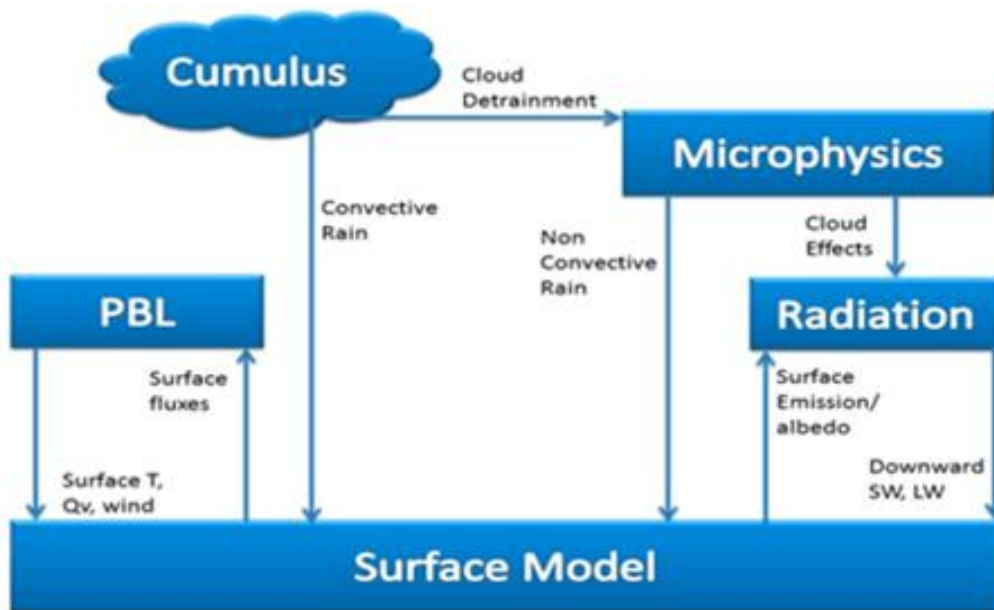 Cumulus
Cloud
Detrainment
Microphysics
Convective
Rain
Non
Convective
Rain
Cloud
Effects
PBL
Radiation
Surface
fluxes
Surface
Emission/
albedo
Surface T,
Qv, wind
Downward
SW, LW
Surface Model